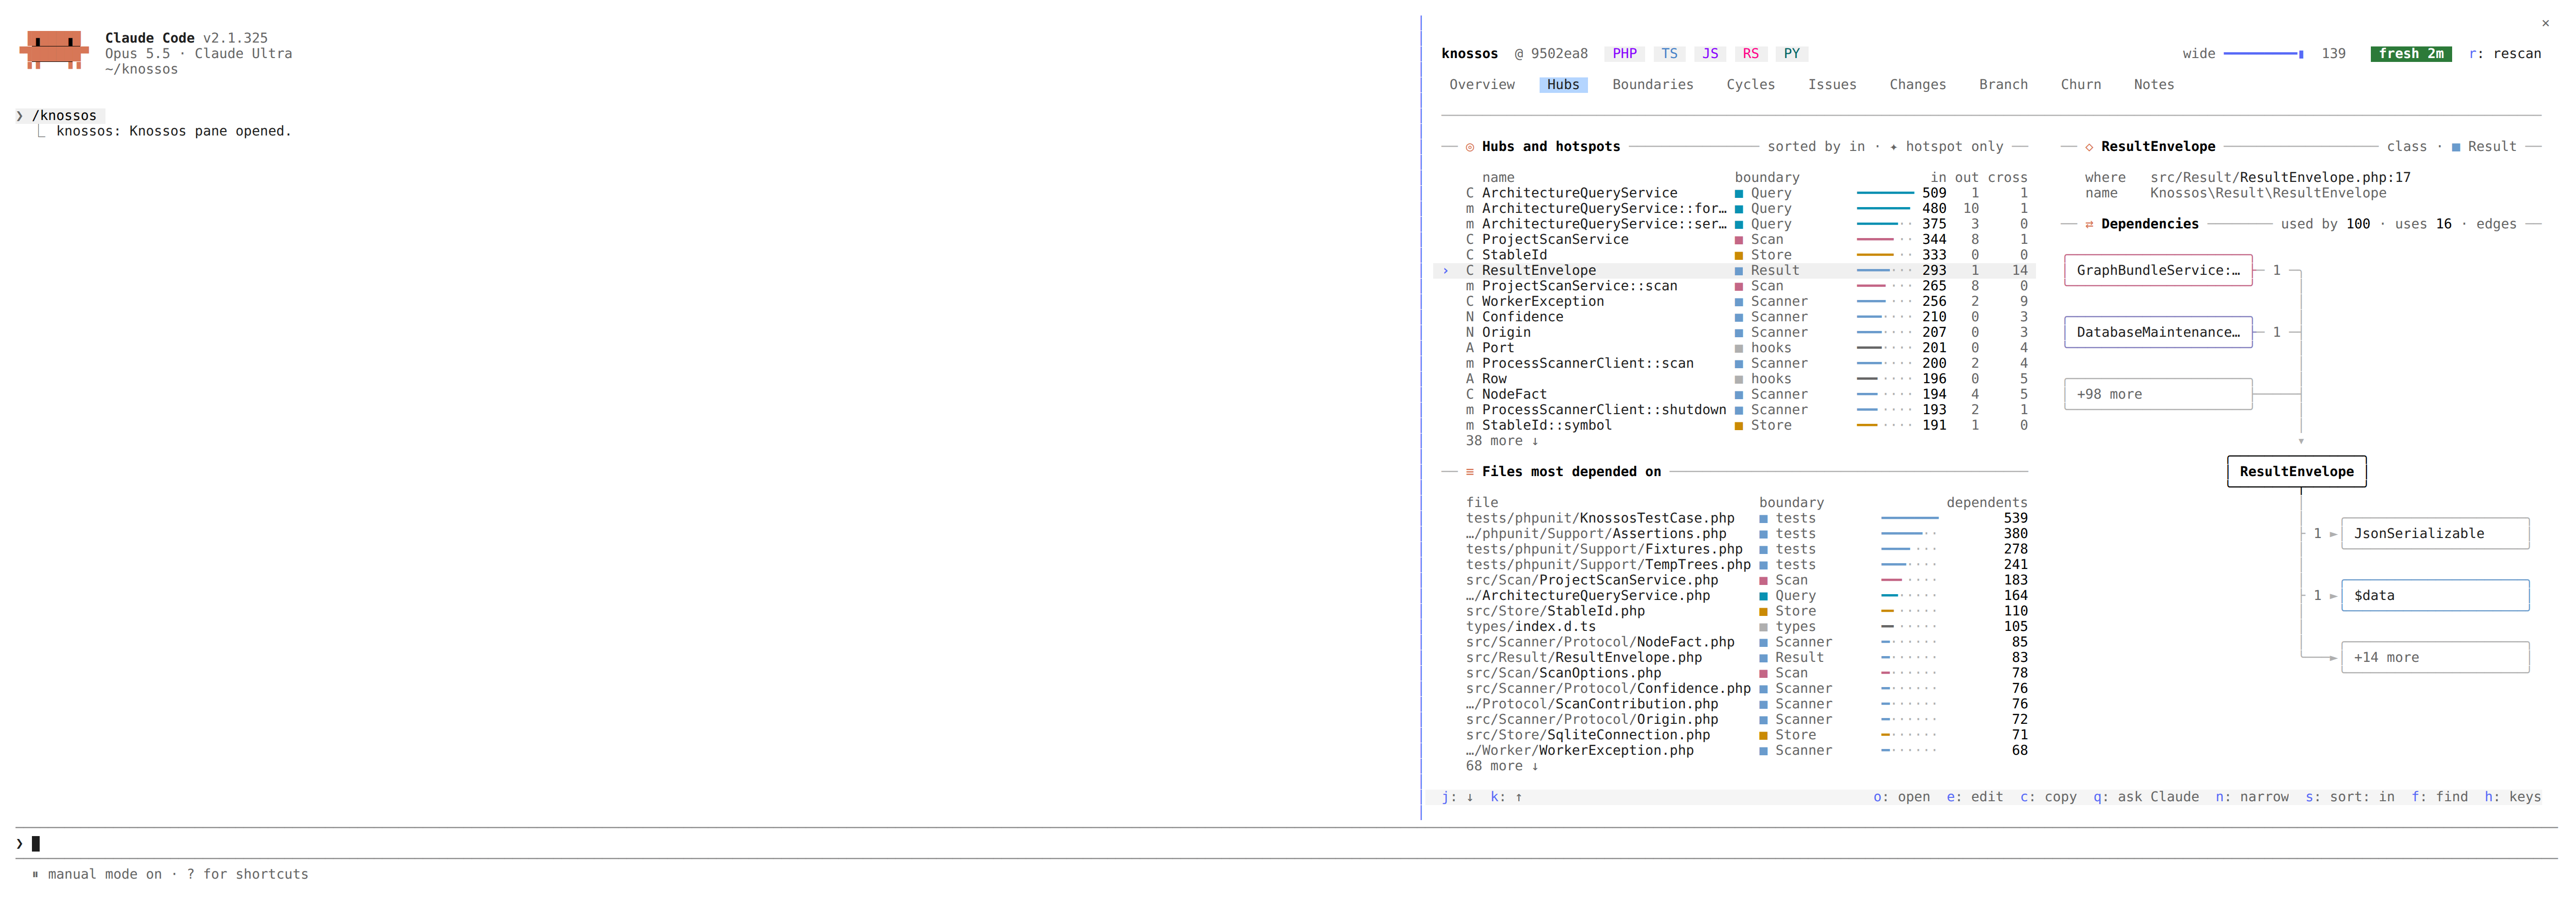 Claude Code v2.1.325
Opus 5.5 · Claude Ultra
~/knossos
❯ /knossos
knossos: Knossos pane opened.
×
knossos @ 9502ea8 PHP TS JS RS PY wide 139 fresh 2m r: rescan
Overview Hubs Boundaries Cycles Issues Changes Branch Churn Notes
◎ Hubs and hotspots sorted by in · ✦ hotspot only
name boundary in out cross
C ArchitectureQueryService ■ Query 509 1 1
m ArchitectureQueryService::for… ■ Query 480 10 1
m ArchitectureQueryService::ser… ■ Query 375 3 0
C ProjectScanService ■ Scan 344 8 1
C StableId ■ Store 333 0 0
› C ResultEnvelope ■ Result 293 1 14
m ProjectScanService::scan ■ Scan 265 8 0
C WorkerException ■ Scanner 256 2 9
N Confidence ■ Scanner 210 0 3
N Origin ■ Scanner 207 0 3
A Port ■ hooks 201 0 4
m ProcessScannerClient::scan ■ Scanner 200 2 4
A Row ■ hooks 196 0 5
C NodeFact ■ Scanner 194 4 5
m ProcessScannerClient::shutdown ■ Scanner 193 2 1
m StableId::symbol ■ Store 191 1 0
38 more ↓
≡ Files most depended on
file boundary dependents
tests/phpunit/KnossosTestCase.php ■ tests 539
…/phpunit/Support/Assertions.php ■ tests 380
tests/phpunit/Support/Fixtures.php ■ tests 278
tests/phpunit/Support/TempTrees.php ■ tests 241
src/Scan/ProjectScanService.php ■ Scan 183
…/ArchitectureQueryService.php ■ Query 164
src/Store/StableId.php ■ Store 110
types/index.d.ts ■ types 105
src/Scanner/Protocol/NodeFact.php ■ Scanner 85
src/Result/ResultEnvelope.php ■ Result 83
src/Scan/ScanOptions.php ■ Scan 78
src/Scanner/Protocol/Confidence.php ■ Scanner 76
…/Protocol/ScanContribution.php ■ Scanner 76
src/Scanner/Protocol/Origin.php ■ Scanner 72
src/Store/SqliteConnection.php ■ Store 71
…/Worker/WorkerException.php ■ Scanner 68
68 more ↓
◇ ResultEnvelope class · ■ Result
where src/Result/ResultEnvelope.php:17
name Knossos\Result\ResultEnvelope
⇄ Dependencies used by 100 · uses 16 · edges
GraphBundleService:… 1
DatabaseMaintenance… 1
+98 more
ResultEnvelope
1 JsonSerializable
1 $data
+14 more
j: ↓ k: ↑ o: open e: edit c: copy q: ask Claude n: narrow s: sort: in f: find h: keys
❯
⏸ manual mode on · ? for shortcuts